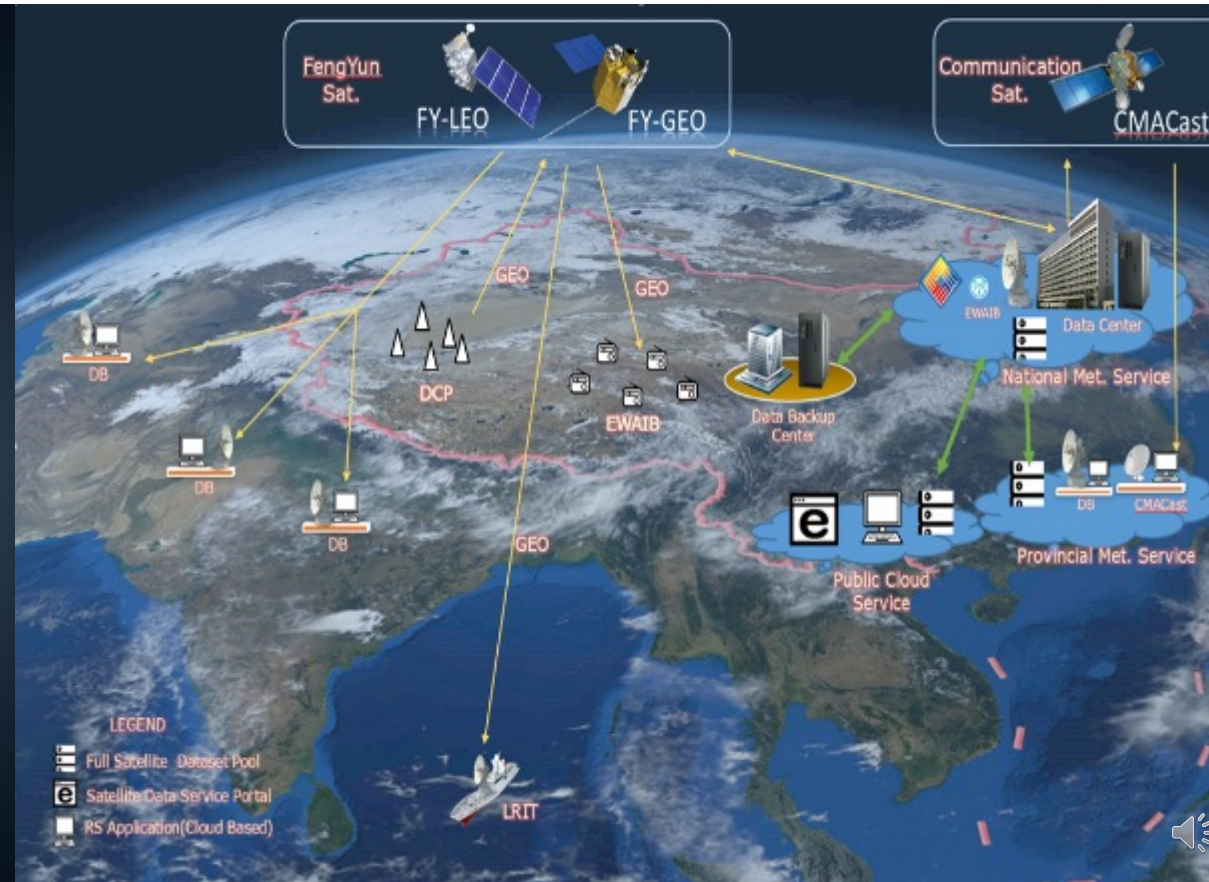 FengYun
Sat.
FY-LEO
FY-GEO
Communication
Sat.
CMACast
GEO
GEO
EWAIB
Data Center
National Met. Service
DB
DCP
EWAIB
Data Backup
Center
DB
DB
GEO
DB
CMACast
Provincial Met. Service
e
Public Cloud
Service
LRIT
LEGEND
Full Satellite Dataset Pool
e
Satellite Data Service Portal
RS Application(Cloud Based)